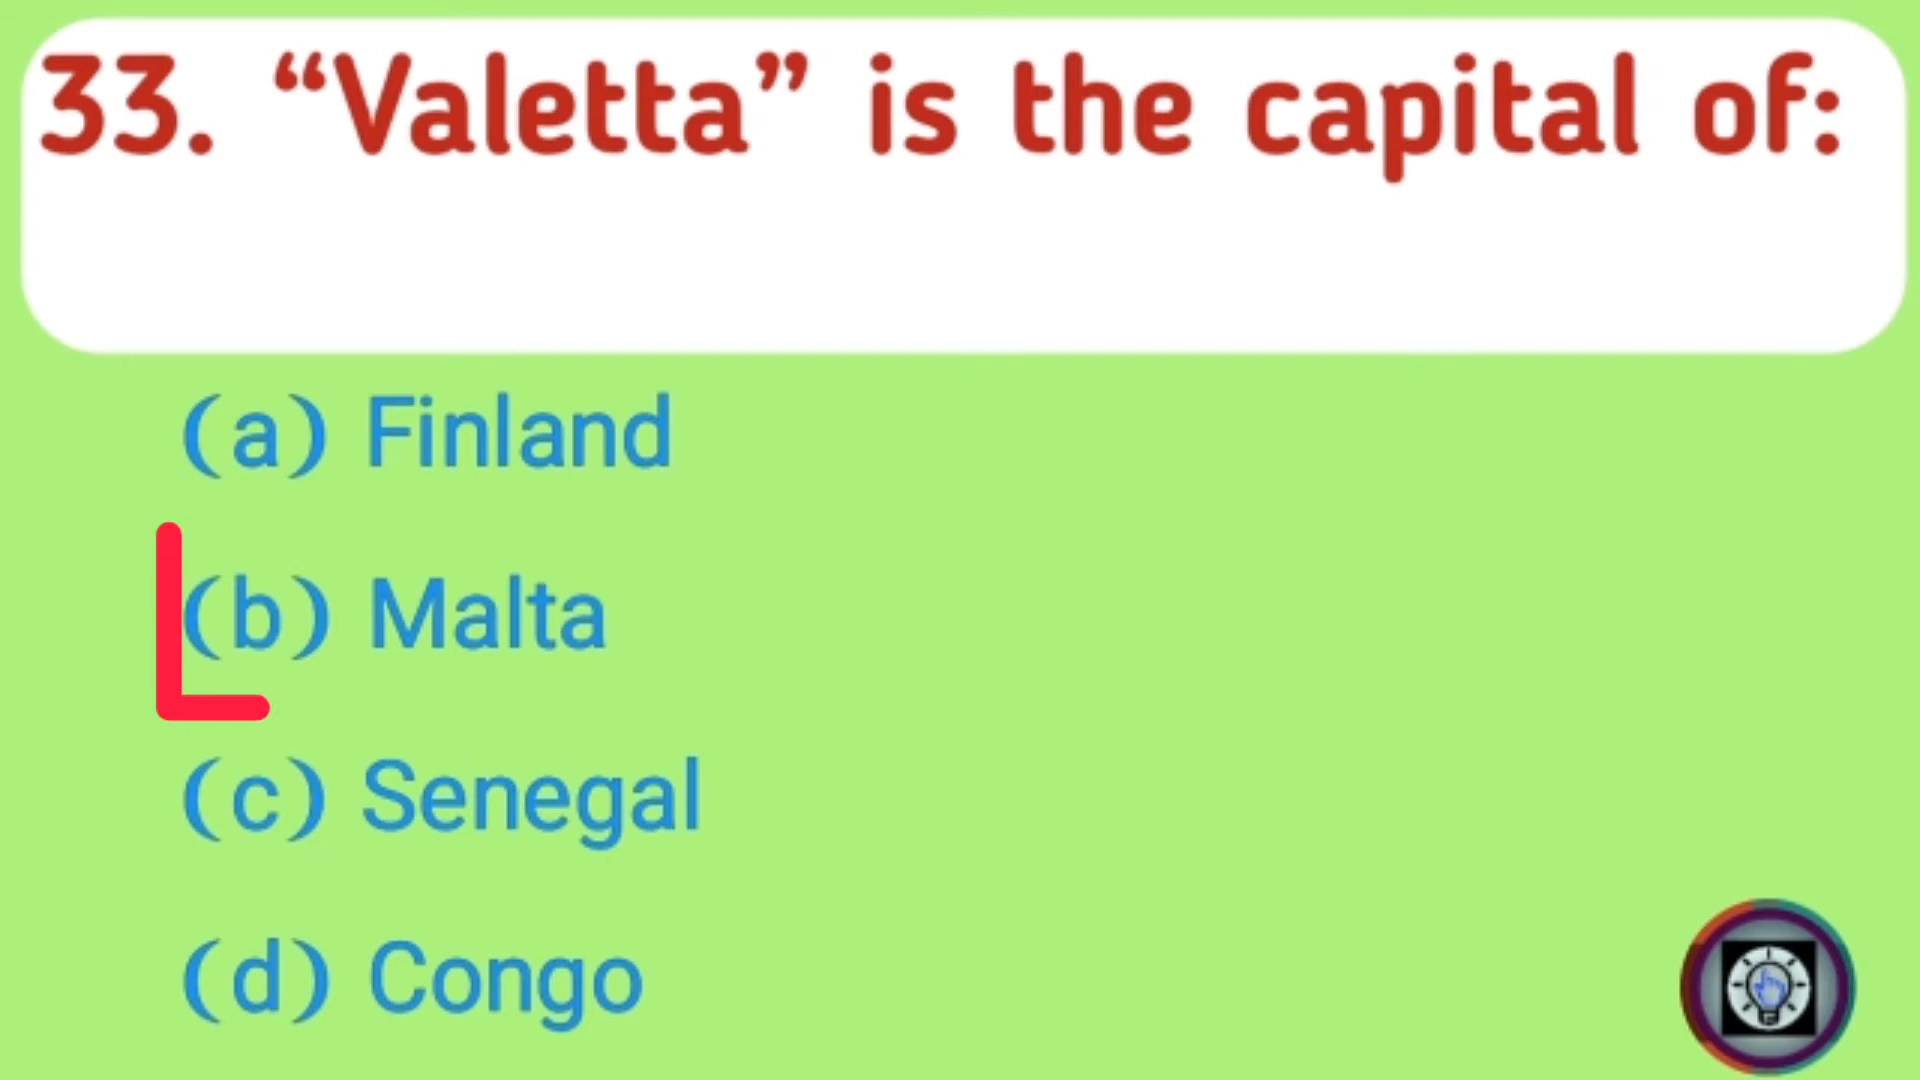 33. “Valetta” is the capital of:
(a) Finland
(b) Malta
(c) Senegal
(d) Congo